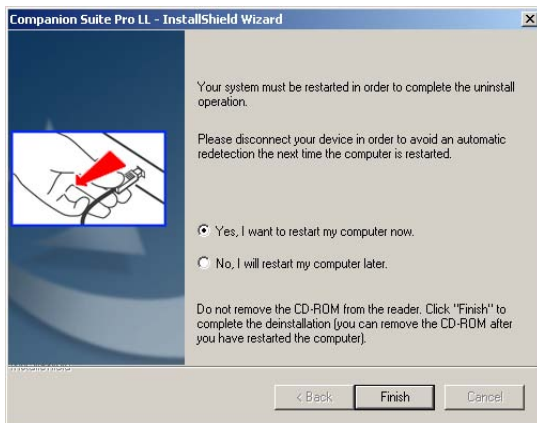 Companion Suite Pro LL - InstallShield Wizard
Your system must be restarted in order to complete the uninstall
operation.
Please disconnect your device in order to avoid an automatic
redetection the next time the computer is restarted.
Yes, I want to restart my computer now.
No, I will restart my computer later.
Do not remove the CD-ROM from the reader. Click "Finish" to
complete the deinstallation (you can remove the CD-ROM after
you have restarted the computer).
InstallShield
< Back Finish Cancel